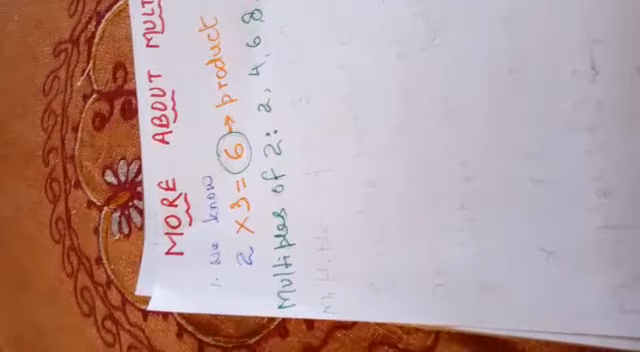 MORE ABOUT MULT
1. We know
2 X 3 = 6 → product
Multiples of 2: 2, 4, 6 8